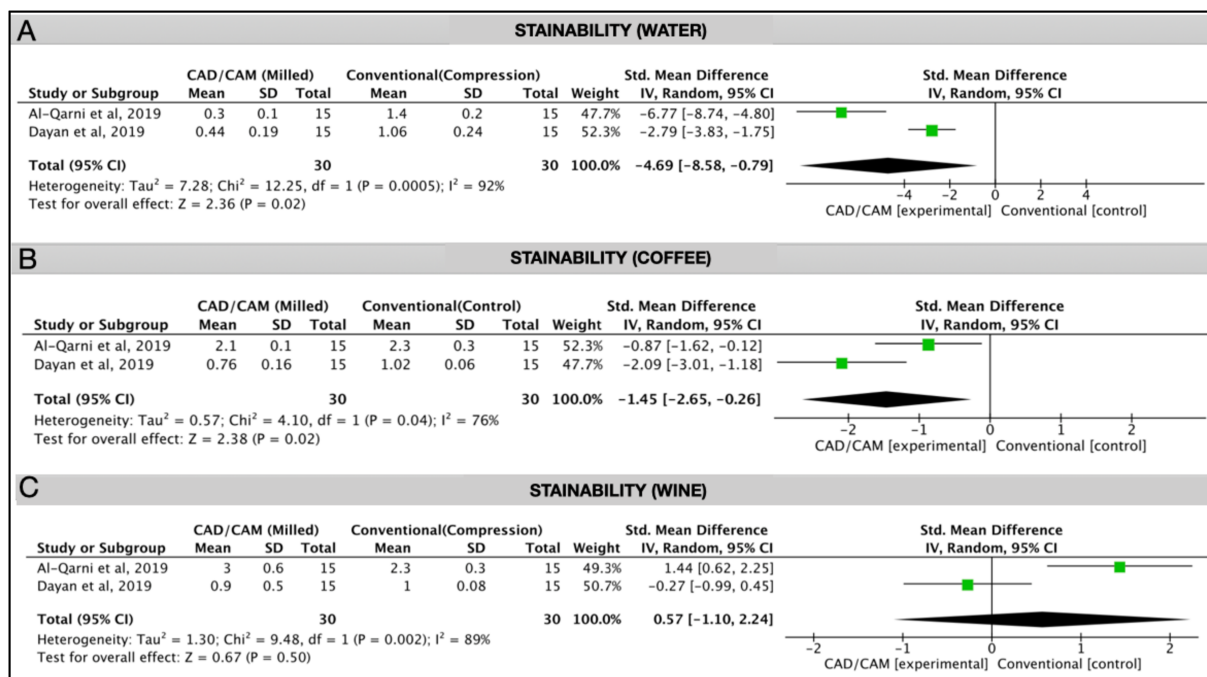 A
STAINABILITY (WATER)
CAD/CAM (Milled) Conventional(Compression) Std. Mean Difference Std. Mean Difference
Study or Subgroup Mean SD Total Mean SD Total Weight IV, Random, 95% CI IV, Random, 95% CI
Al-Qarni et al, 2019 0.3 0.1 15 1.4 0.2 15 47.7% -6.77 [-8.74, -4.80]
Dayan et al, 2019 0.44 0.19 15 1.06 0.24 15 52.3% -2.79 [-3.83, -1.75]
Total (95% CI) 30 30 100.0% -4.69 [-8.58, -0.79]
Heterogeneity: Tau² = 7.28; Chi² = 12.25, df = 1 (P = 0.0005); I² = 92%
Test for overall effect: Z = 2.36 (P = 0.02)
-4 -2 0 2 4
CAD/CAM [experimental] Conventional [control]
B
STAINABILITY (COFFEE)
CAD/CAM (Milled) Conventional(Control) Std. Mean Difference Std. Mean Difference
Study or Subgroup Mean SD Total Mean SD Total Weight IV, Random, 95% CI IV, Random, 95% CI
Al-Qarni et al, 2019 2.1 0.1 15 2.3 0.3 15 52.3% -0.87 [-1.62, -0.12]
Dayan et al, 2019 0.76 0.16 15 1.02 0.06 15 47.7% -2.09 [-3.01, -1.18]
Total (95% CI) 30 30 100.0% -1.45 [-2.65, -0.26]
Heterogeneity: Tau² = 0.57; Chi² = 4.10, df = 1 (P = 0.04); I² = 76%
Test for overall effect: Z = 2.38 (P = 0.02)
-2 -1 0 1 2
CAD/CAM [experimental] Conventional [control]
C
STAINABILITY (WINE)
CAD/CAM (Milled) Conventional(Compression) Std. Mean Difference Std. Mean Difference
Study or Subgroup Mean SD Total Mean SD Total Weight IV, Random, 95% CI IV, Random, 95% CI
Al-Qarni et al, 2019 3 0.6 15 2.3 0.3 15 49.3% 1.44 [0.62, 2.25]
Dayan et al, 2019 0.9 0.5 15 1 0.08 15 50.7% -0.27 [-0.99, 0.45]
Total (95% CI) 30 30 100.0% 0.57 [-1.10, 2.24]
Heterogeneity: Tau² = 1.30; Chi² = 9.48, df = 1 (P = 0.002); I² = 89%
Test for overall effect: Z = 0.67 (P = 0.50)
-2 -1 0 1 2
CAD/CAM [experimental] Conventional [control]